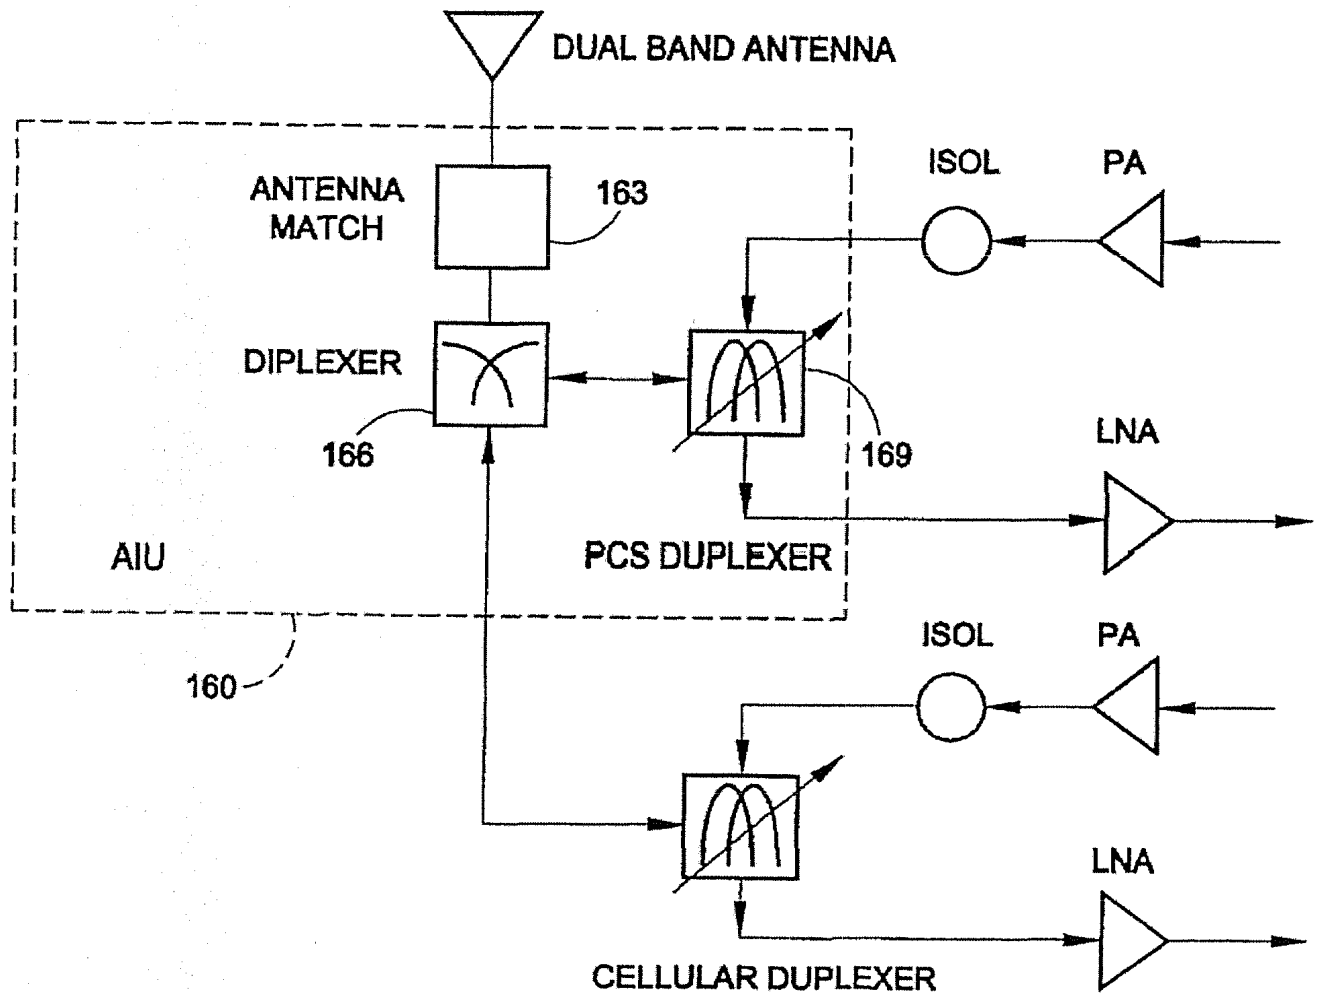 DUAL BAND ANTENNA
ISOL
PA
ANTENNA
MATCH
163
DIPLEXER
166
169
LNA
AIU
PCS DUPLEXER
160
ISOL
PA
LNA
CELLULAR DUPLEXER